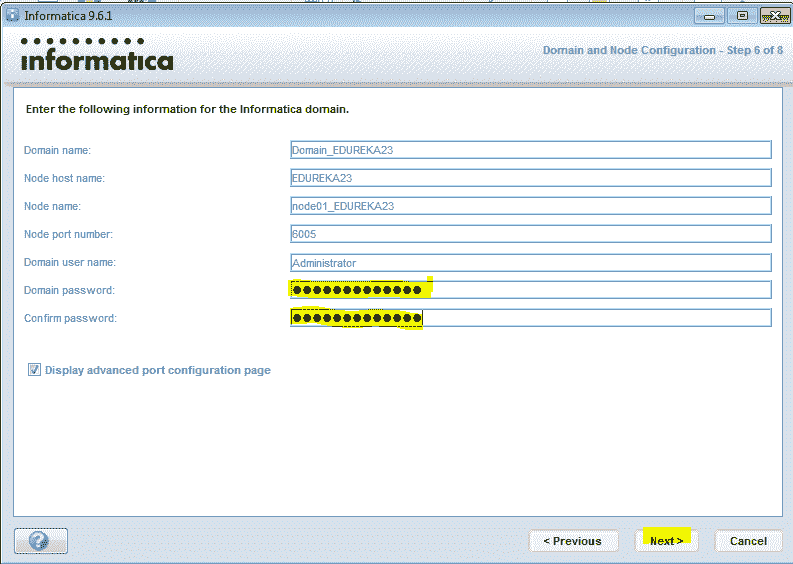 Informatica 9.6.1
informatica
Domain and Node Configuration - Step 6 of 8
Enter the following information for the Informatica domain.
Domain name: Domain_EDUREKA23
Node host name: EDUREKA23
Node name: node01_EDUREKA23
Node port number: 6005
Domain user name: Administrator
Domain password: ●●●●●●●●●●●●●
Confirm password: ●●●●●●●●●●●●●
Display advanced port configuration page
? < Previous Next > Cancel